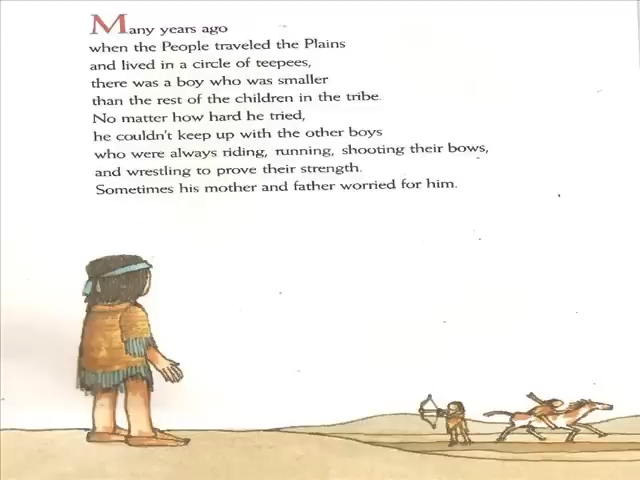 Many years ago
when the People traveled the Plains
and lived in a circle of teepees,
there was a boy who was smaller
than the rest of the children in the tribe.
No matter how hard he tried,
he couldn't keep up with the other boys
who were always riding, running, shooting their bows,
and wrestling to prove their strength.
Sometimes his mother and father worried for him.